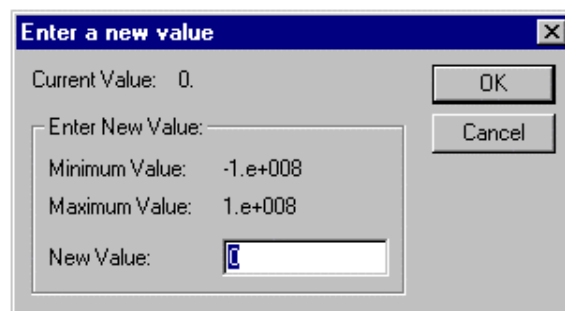 Enter a new value
Current Value: 0.
OK
Enter New Value:
Cancel
Minimum Value: -1.e+008
Maximum Value: 1.e+008
New Value: 0